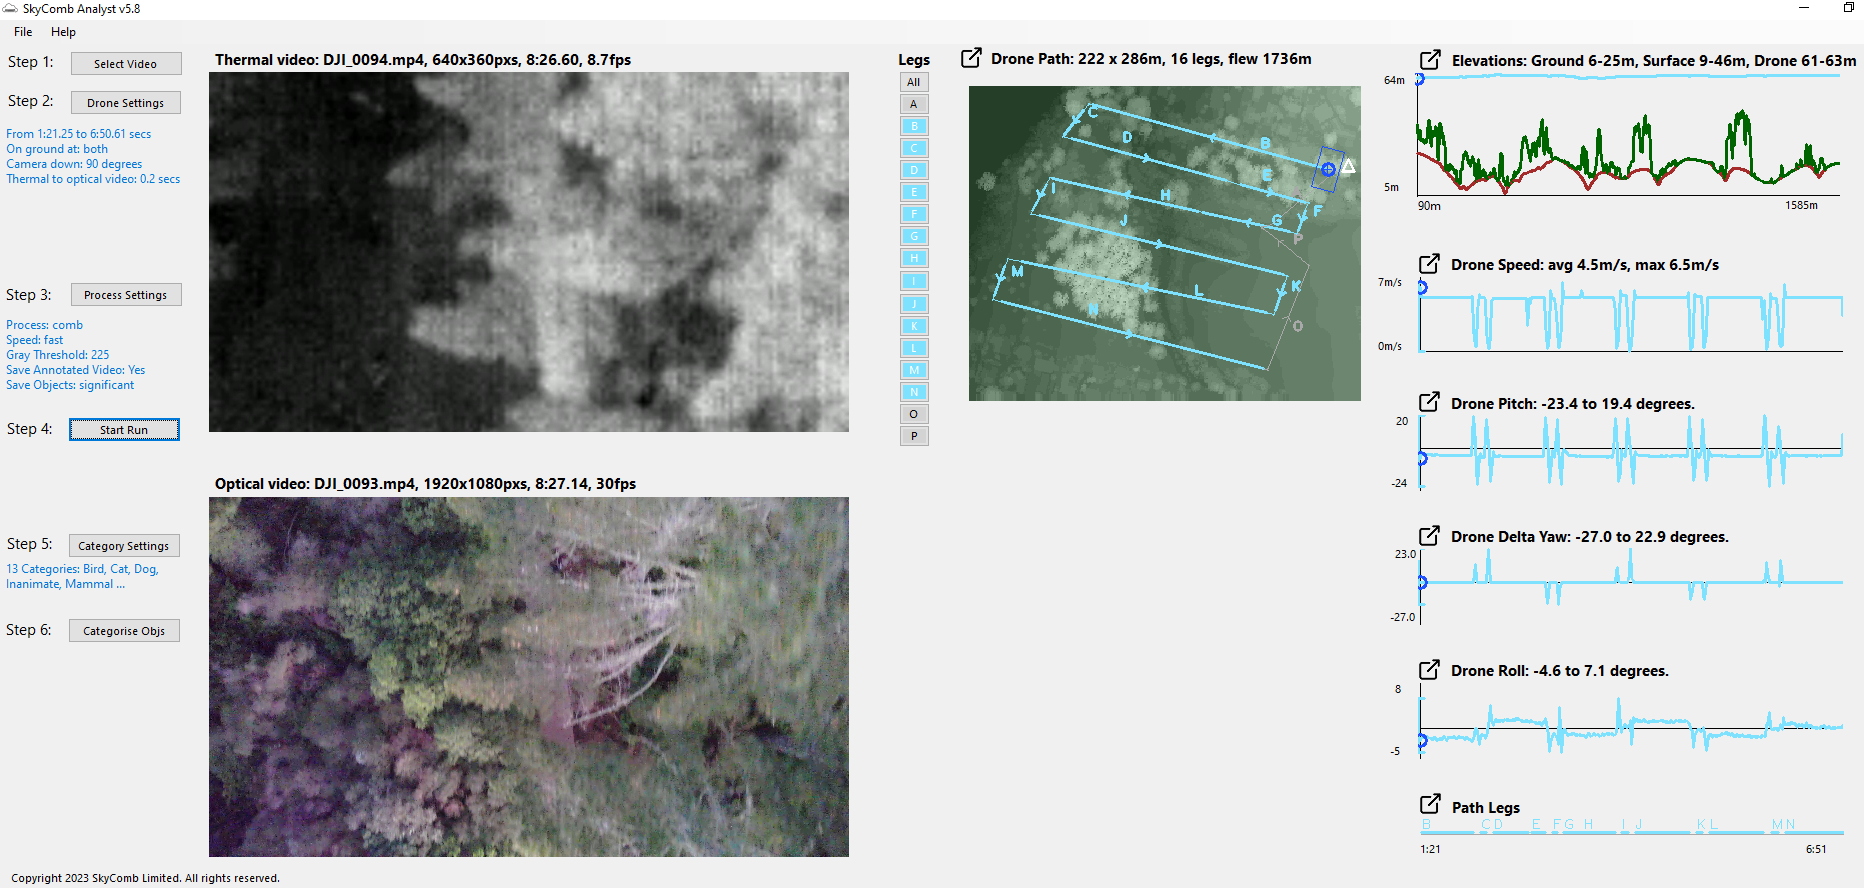 SkyComb Analyst v5.8
File Help
Step 1: Select Video
Step 2: Drone Settings
From 1:21.25 to 6:50.61 secs
On ground at: both
Camera down: 90 degrees
Thermal to optical video: 0.2 secs
Step 3: Process Settings
Process: comb
Speed: fast
Gray Threshold: 225
Save Annotated Video: Yes
Save Objects: significant
Step 4: Start Run
Step 5: Category Settings
13 Categories: Bird, Cat, Dog,
Inanimate, Mammal ...
Step 6: Categorise Objs
Thermal video: DJI_0094.mp4, 640x360pxs, 8:26.60, 8.7fps
Optical video: DJI_0093.mp4, 1920x1080pxs, 8:27.14, 30fps
Legs
All
A
B
C
D
E
F
G
H
I
J
K
L
M
N
O
P
Drone Path: 222 x 286m, 16 legs, flew 1736m
C
D
B
E
I
H
F
G
J
P
M
L
K
N
O
Elevations: Ground 6-25m, Surface 9-46m, Drone 61-63m
64m
5m
90m 1585m
Drone Speed: avg 4.5m/s, max 6.5m/s
7m/s
0m/s
Drone Pitch: -23.4 to 19.4 degrees.
20
-24
Drone Delta Yaw: -27.0 to 22.9 degrees.
23.0
-27.0
Drone Roll: -4.6 to 7.1 degrees.
8
-5
Path Legs
B CD E FG H I J KL MN
1:21 6:51
Copyright 2023 SkyComb Limited. All rights reserved.